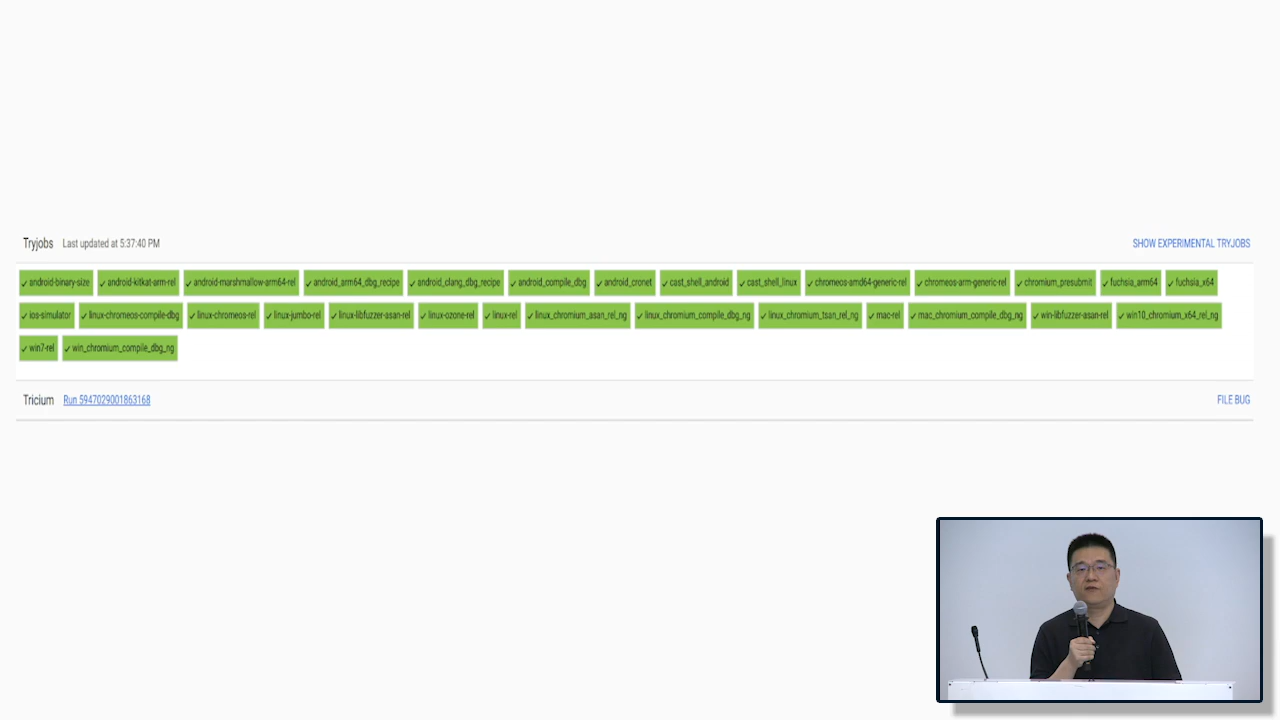 Tryjobs Last updated at 5:37:40 PM SHOW EXPERIMENTAL TRYJOBS
✓ android-binary-size ✓ android-kitkat-arm-rel ✓ android-marshmallow-arm64-rel ✓ android_arm64_dbg_recipe ✓ android_clang_dbg_recipe ✓ android_compile_dbg ✓ android_cronet ✓ cast_shell_android ✓ cast_shell_linux ✓ chromeos-amd64-generic-rel ✓ chromeos-arm-generic-rel ✓ chromium_presubmit ✓ fuchsia_arm64 ✓ fuchsia_x64
✓ ios-simulator ✓ linux-chromeos-compile-dbg ✓ linux-chromeos-rel ✓ linux-jumbo-rel ✓ linux-libfuzzer-asan-rel ✓ linux-ozone-rel ✓ linux-rel ✓ linux_chromium_asan_rel_ng ✓ linux_chromium_compile_dbg_ng ✓ linux_chromium_tsan_rel_ng ✓ mac-rel ✓ mac_chromium_compile_dbg_ng ✓ win-libfuzzer-asan-rel ✓ win10_chromium_x64_rel_ng
✓ win7-rel ✓ win_chromium_compile_dbg_ng
Tricium Run 5947029001863168 FILE BUG